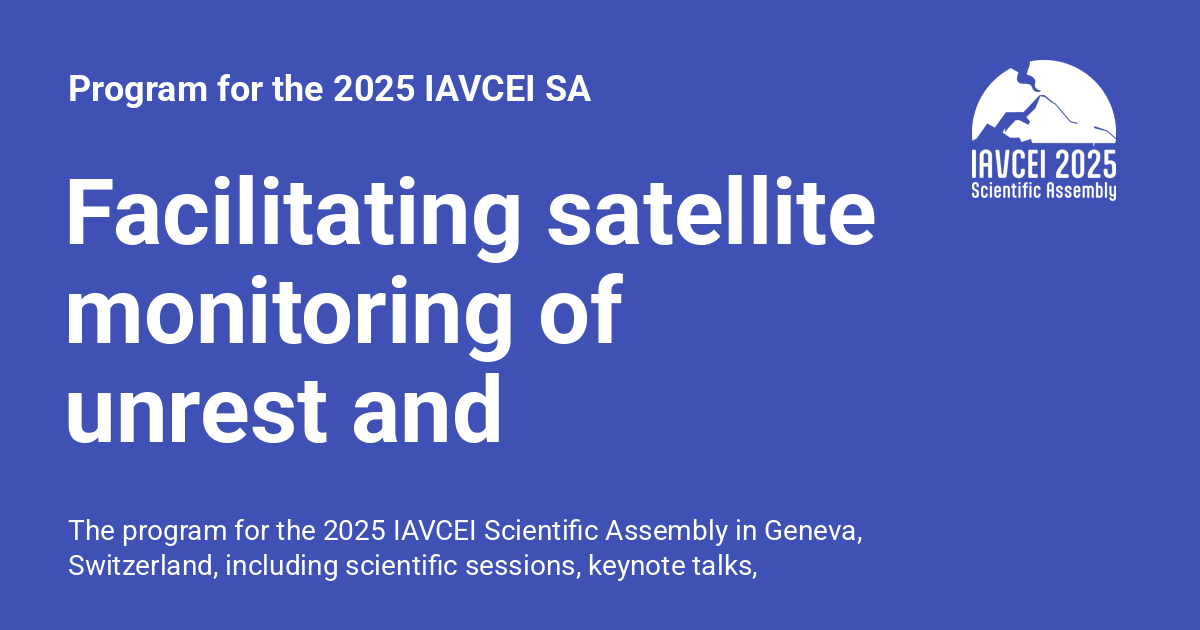 Program for the 2025 IAVCEI SA
IAVCEI 2025
Scientific Assembly
Facilitating satellite
monitoring of
unrest and
The program for the 2025 IAVCEI Scientific Assembly in Geneva,
Switzerland, including scientific sessions, keynote talks,